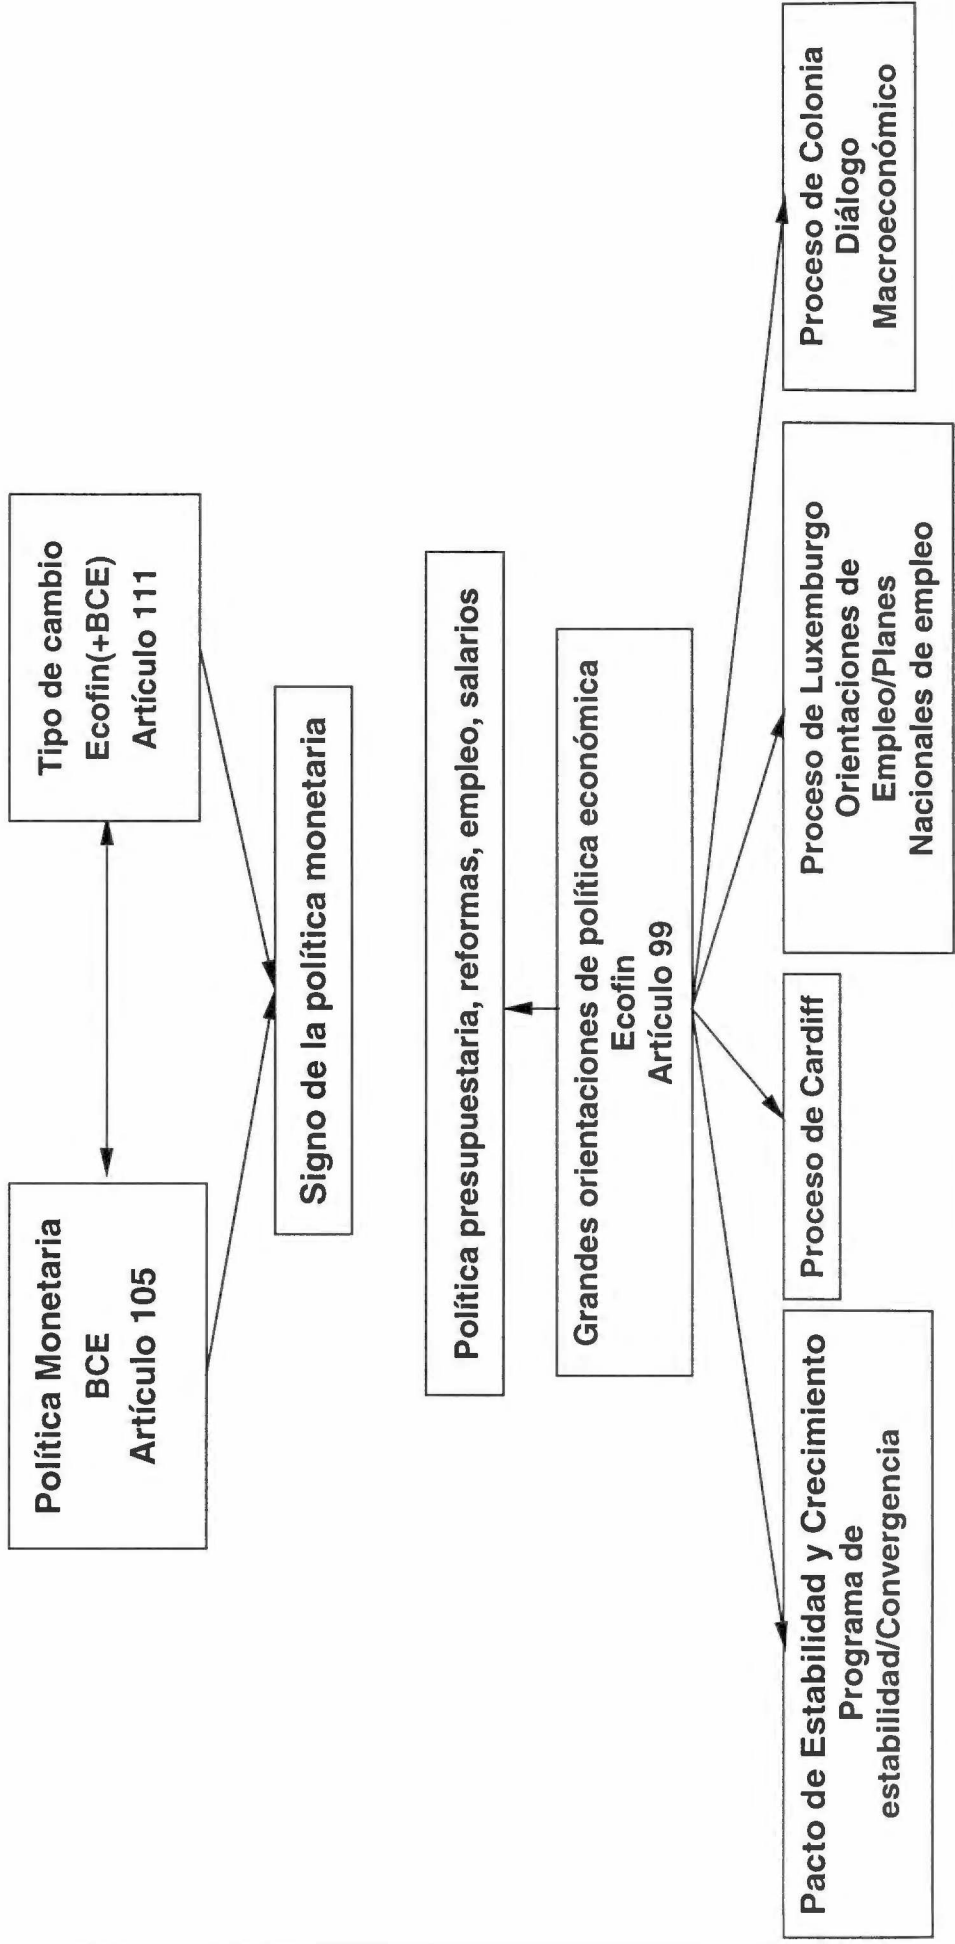 Política Monetaria
BCE
Artículo 105
Tipo de cambio
Ecofin(+BCE)
Artículo 111
Signo de la política monetaria
Política presupuestaria, reformas, empleo, salarios
Grandes orientaciones de política económica
Ecofin
Artículo 99
Pacto de Estabilidad y Crecimiento
Programa de
estabilidad/Convergencia
Proceso de Cardiff
Proceso de Luxemburgo
Orientaciones de
Empleo/Planes
Nacionales de empleo
Proceso de Colonia
Diálogo
Macroeconómico